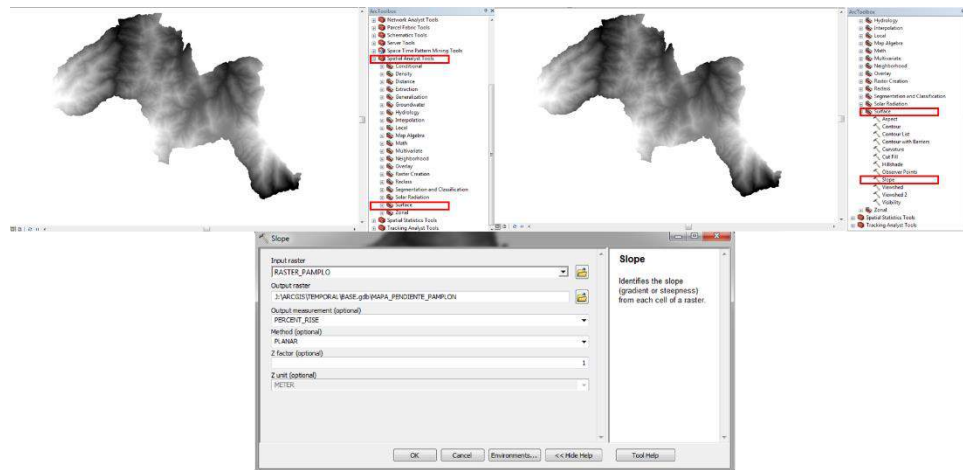 ArcToolbox
Network Analyst Tools
Parcel Fabric Tools
Schematics Tools
Server Tools
Space Time Pattern Mining Tools
Spatial Analyst Tools
Conditional
Density
Distance
Extraction
Generalization
Groundwater
Hydrology
Interpolation
Local
Map Algebra
Math
Multivariate
Neighborhood
Overlay
Raster Creation
Reclass
Segmentation and Classification
Solar Radiation
Surface
Zonal
Spatial Statistics Tools
Tracking Analyst Tools
ArcToolbox
Hydrology
Interpolation
Local
Map Algebra
Math
Multivariate
Neighborhood
Overlay
Raster Creation
Reclass
Segmentation and Classification
Solar Radiation
Surface
Aspect
Contour
Contour List
Contour with Barriers
Curvature
Cut Fill
Hillshade
Observer Points
Slope
Viewshed
Viewshed 2
Visibility
Zonal
Spatial Statistics Tools
Tracking Analyst Tools
Slope
Input raster
RASTER_PAMPLO
Output raster
J:\ARCGIS\TEMPORAL\BASE.gdb\MAPA_PENDIENTE_PAMPLON
Output measurement (optional)
PERCENT_RISE
Method (optional)
PLANAR
Z factor (optional)
1
Z unit (optional)
METER
Slope
Identifies the slope
(gradient or steepness)
from each cell of a raster.
OK
Cancel
Environments...
<< Hide Help
Tool Help